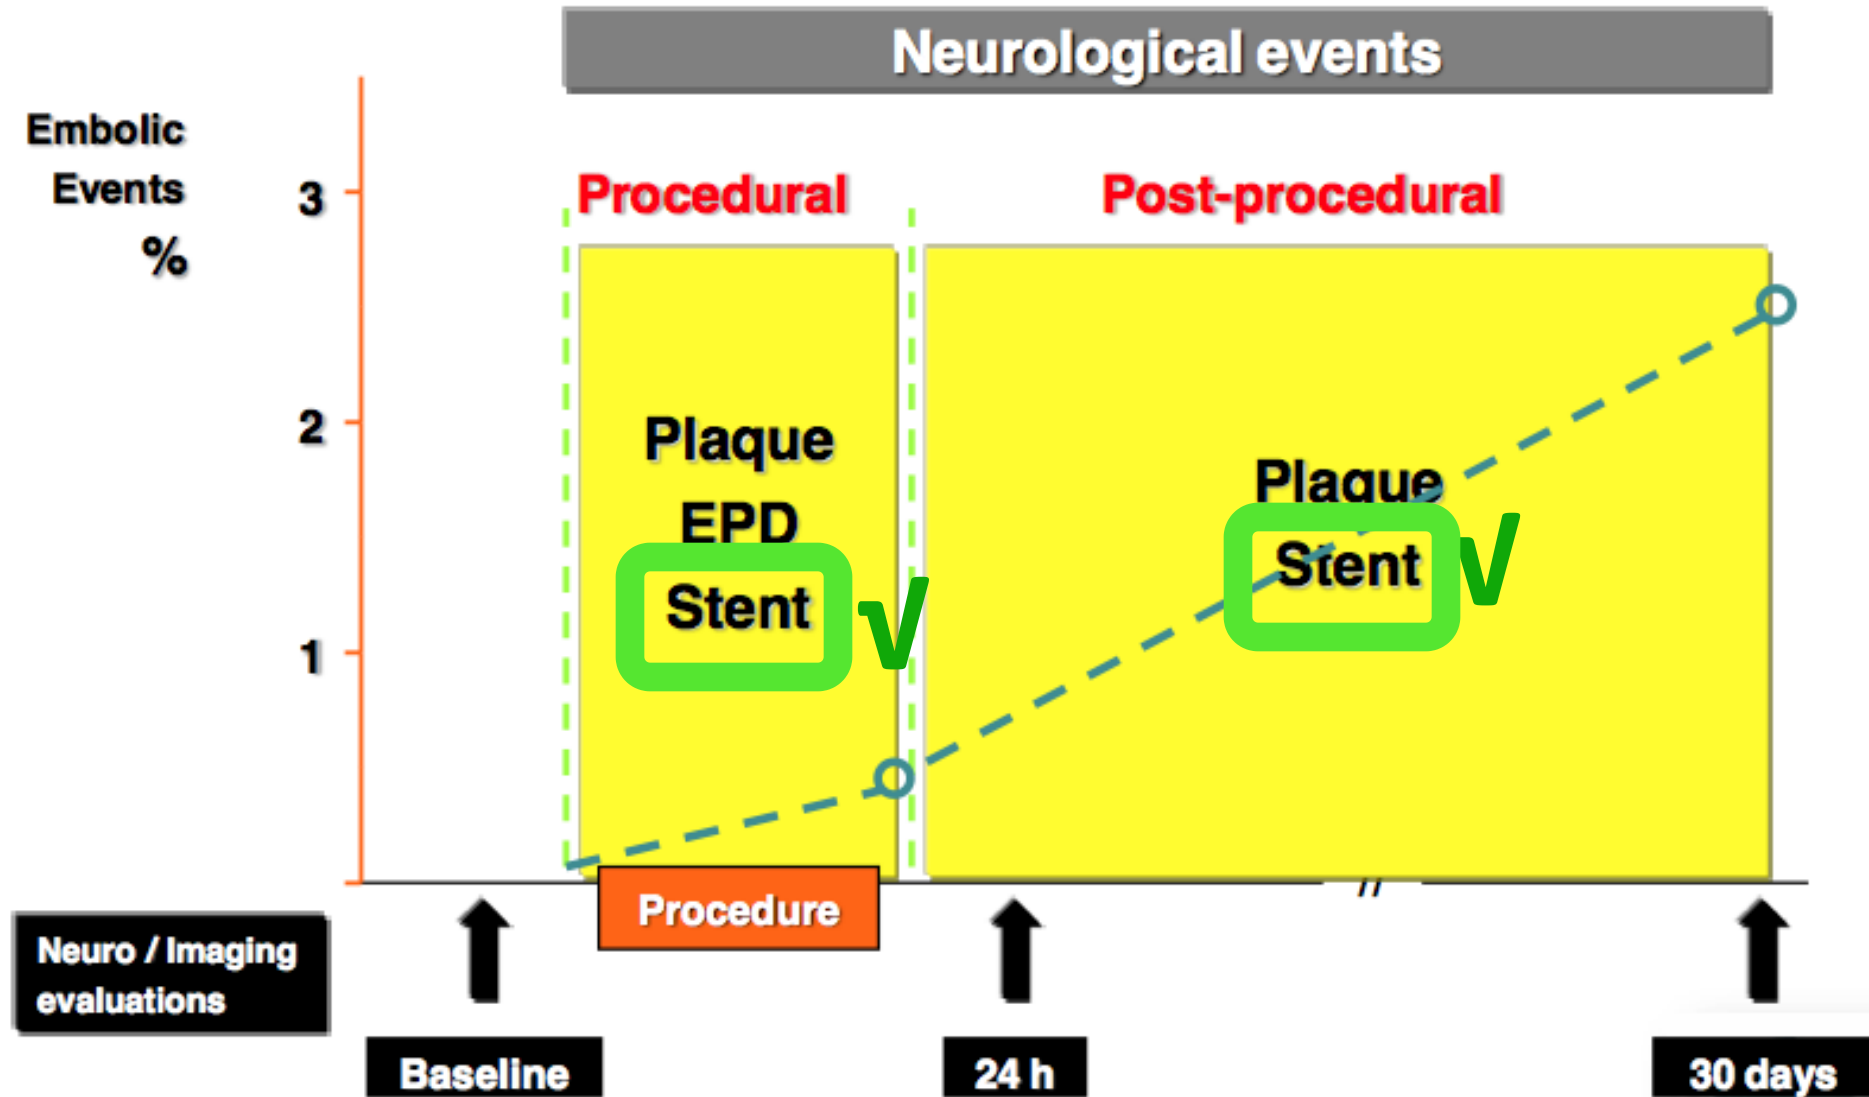 Neurological events
Embolic
Events
%
3
2
1
Procedural
Post-procedural
Plaque
EPD
Stent
√
Plaque
Stent
√
Procedure
//
Neuro / Imaging
evaluations
Baseline
24 h
30 days